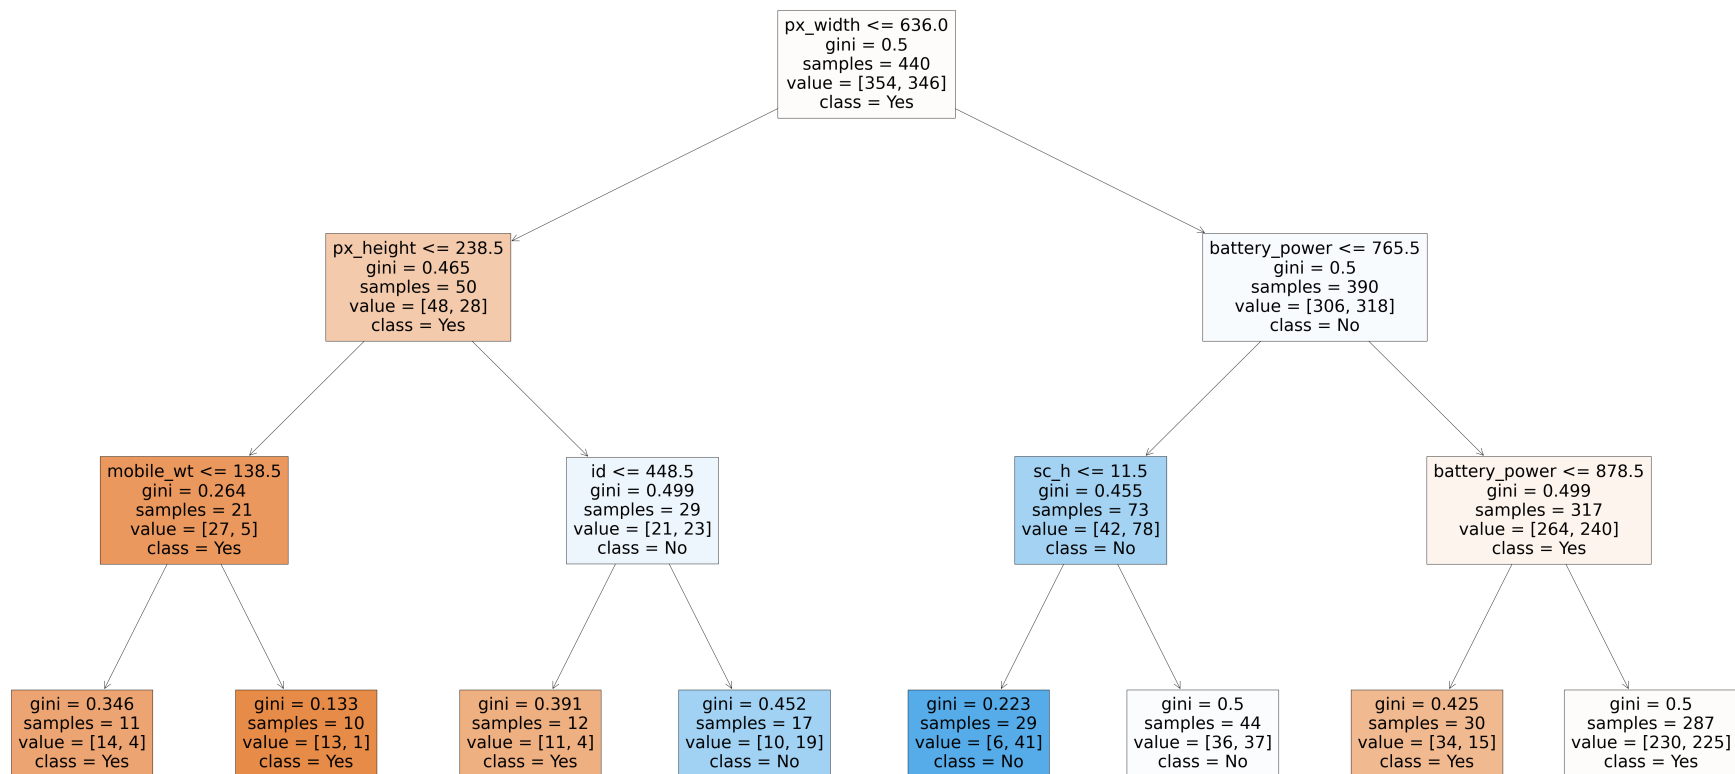 px_width <= 636.0
gini = 0.5
samples = 440
value = [354, 346]
class = Yes
px_height <= 238.5
gini = 0.465
samples = 50
value = [48, 28]
class = Yes
battery_power <= 765.5
gini = 0.5
samples = 390
value = [306, 318]
class = No
mobile_wt <= 138.5
gini = 0.264
samples = 21
value = [27, 5]
class = Yes
id <= 448.5
gini = 0.499
samples = 29
value = [21, 23]
class = No
sc_h <= 11.5
gini = 0.455
samples = 73
value = [42, 78]
class = No
battery_power <= 878.5
gini = 0.499
samples = 317
value = [264, 240]
class = Yes
gini = 0.346
samples = 11
value = [14, 4]
class = Yes
gini = 0.133
samples = 10
value = [13, 1]
class = Yes
gini = 0.391
samples = 12
value = [11, 4]
class = Yes
gini = 0.452
samples = 17
value = [10, 19]
class = No
gini = 0.223
samples = 29
value = [6, 41]
class = No
gini = 0.5
samples = 44
value = [36, 37]
class = No
gini = 0.425
samples = 30
value = [34, 15]
class = Yes
gini = 0.5
samples = 287
value = [230, 225]
class = Yes